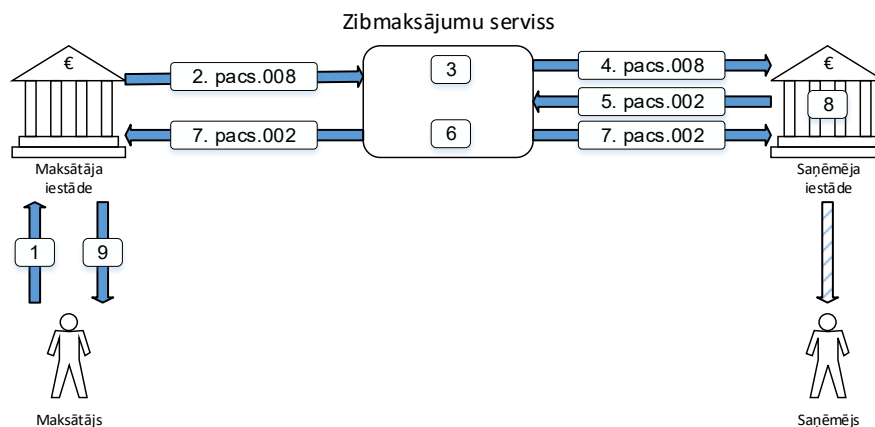 Zibmaksājumu serviss
€
2. pacs.008
3
4. pacs.008
€
5. pacs.002
8
7. pacs.002
6
7. pacs.002
Maksātāja
iestāde
Saņēmēja
iestāde
1
9
Maksātājs
Saņēmējs